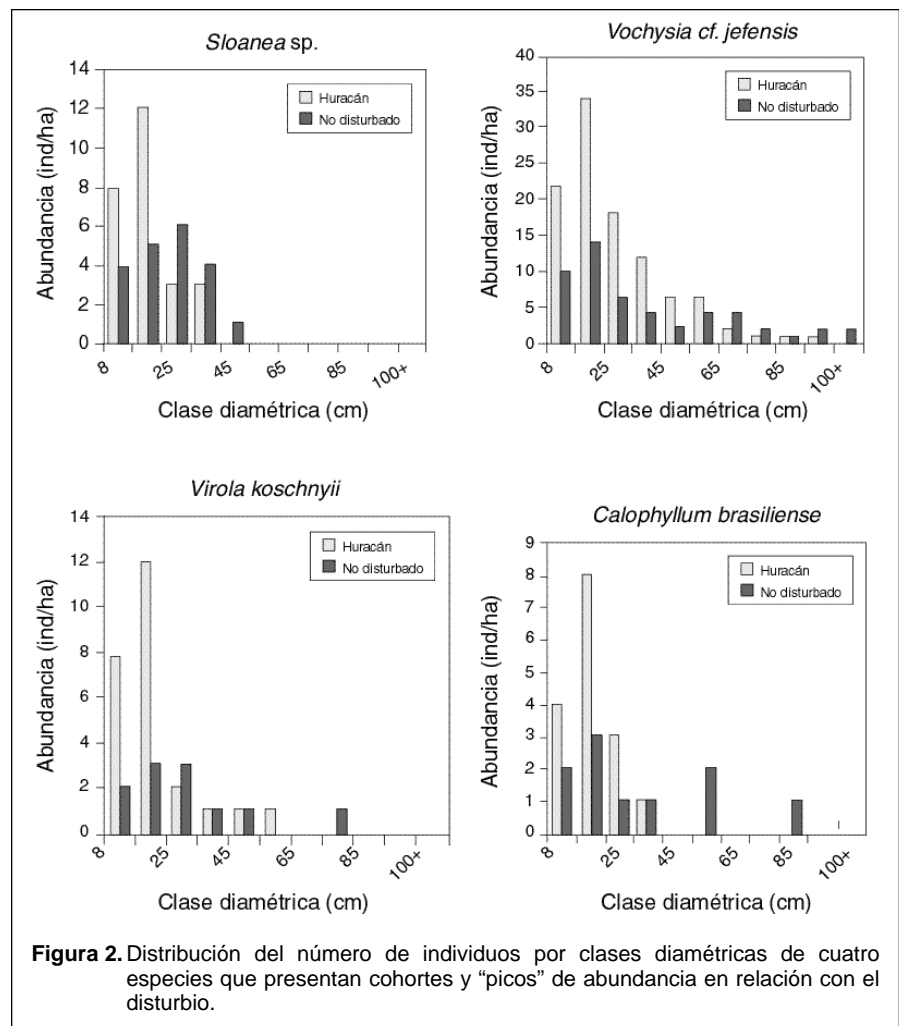 Sloanea sp.
Abundancia (ind/ha)
14
12
10
8
6
4
2
0
Huracán
No disturbado
8
25
45
65
85
100+
Clase diamétrica (cm)
Vochysia cf. jefensis
Abundancia (ind/ha)
40
35
30
25
20
15
10
5
0
Huracán
No disturbado
8
25
45
65
85
100+
Clase diamétrica (cm)
Virola koschnyii
Abundancia (ind/ha)
14
12
10
8
6
4
2
0
Huracán
No disturbado
8
25
45
65
85
100+
Clase diamétrica (cm)
Calophyllum brasiliense
Abundancia (ind/ha)
9
8
7
6
5
4
3
2
1
0
Huracán
No disturbado
8
25
45
65
85
100+
Clase diamétrica (cm)
Figura 2. Distribución del número de individuos por clases diamétricas de cuatro
especies que presentan cohortes y “picos” de abundancia en relación con el
disturbio.